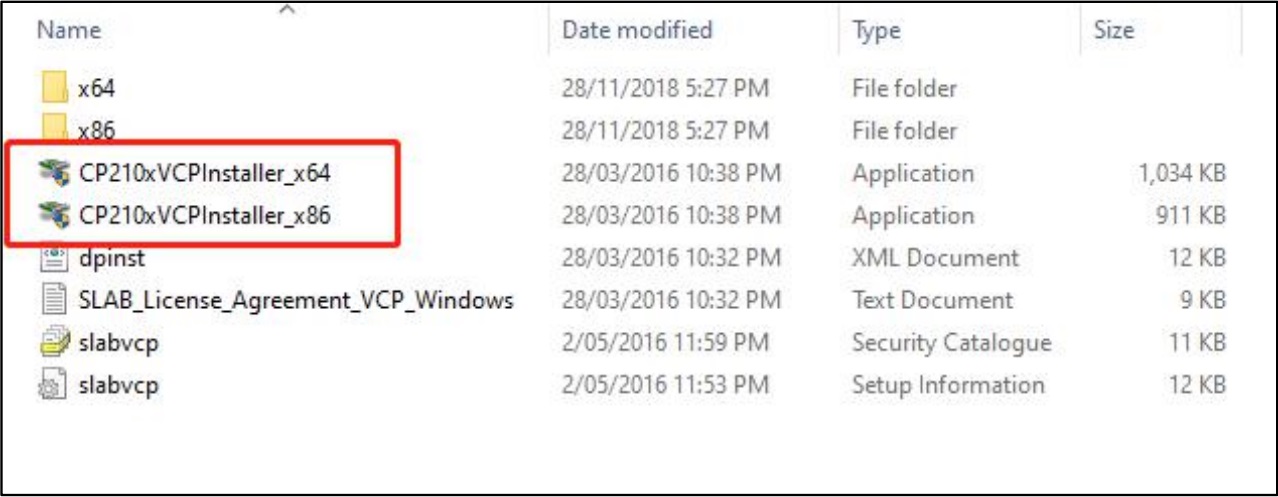 Name Date modified Type Size
x64 28/11/2018 5:27 PM File folder
x86 28/11/2018 5:27 PM File folder
CP210xVCPInstaller_x64 28/03/2016 10:38 PM Application 1,034 KB
CP210xVCPInstaller_x86 28/03/2016 10:38 PM Application 911 KB
dpinst 28/03/2016 10:32 PM XML Document 12 KB
SLAB_License_Agreement_VCP_Windows 28/03/2016 10:32 PM Text Document 9 KB
slabvcp 2/05/2016 11:59 PM Security Catalogue 11 KB
slabvcp 2/05/2016 11:53 PM Setup Information 12 KB